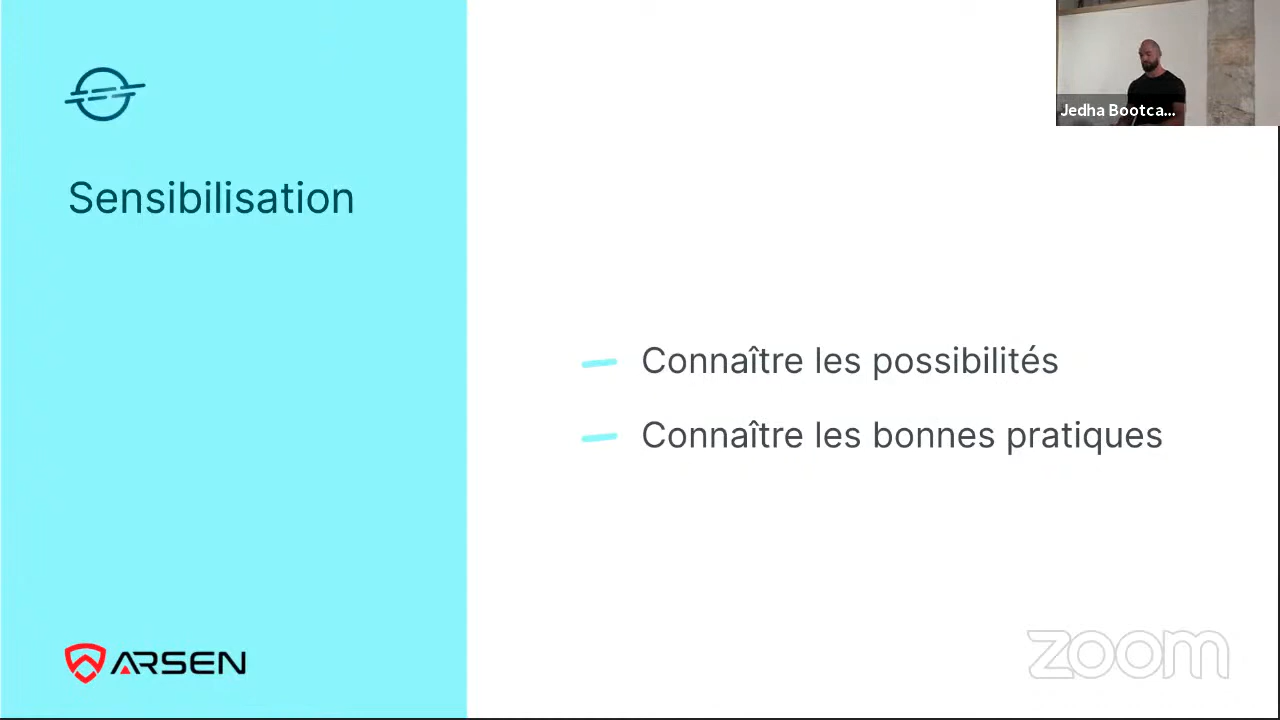 Jedha Bootca...
Sensibilisation
Connaître les possibilités
Connaître les bonnes pratiques
ARSEN
zoom